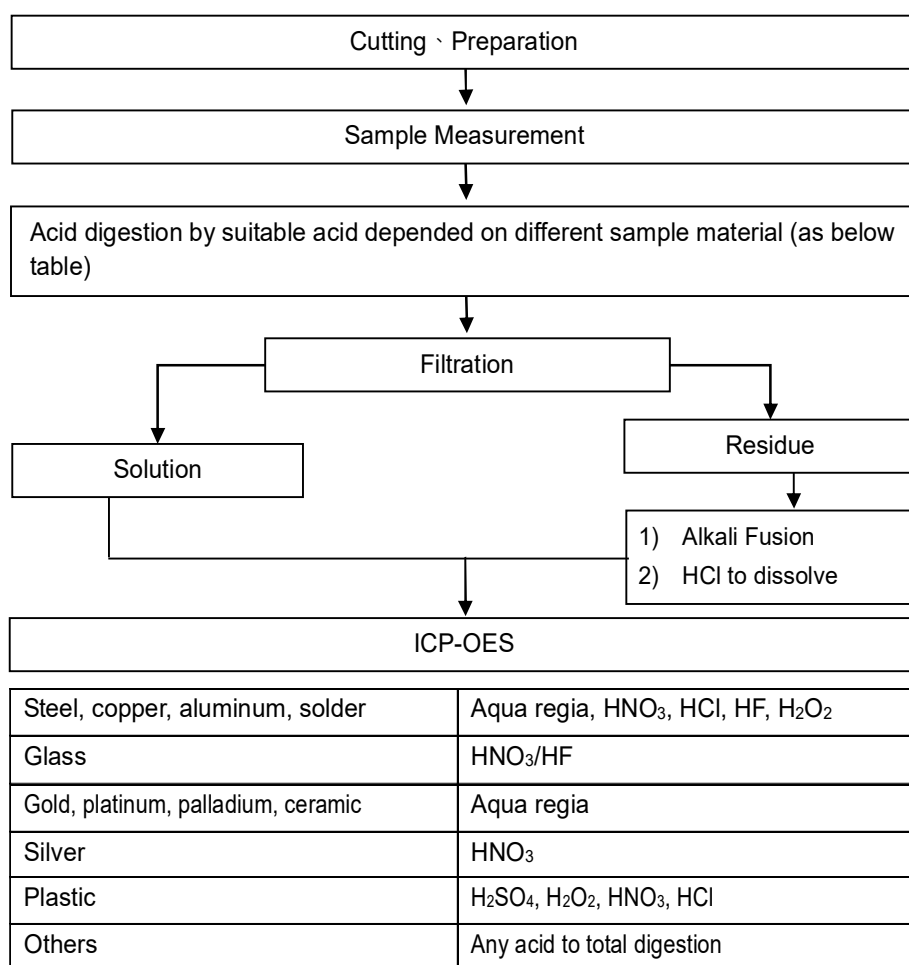 Cutting、Preparation
Sample Measurement
Acid digestion by suitable acid depended on different sample material (as below
table)
Filtration
Solution
Residue
1) Alkali Fusion
2) HCl to dissolve
ICP-OES
Steel, copper, aluminum, solder
Aqua regia, HNO₃, HCl, HF, H₂O₂
Glass
HNO₃/HF
Gold, platinum, palladium, ceramic
Aqua regia
Silver
HNO₃
Plastic
H₂SO₄, H₂O₂, HNO₃, HCl
Others
Any acid to total digestion